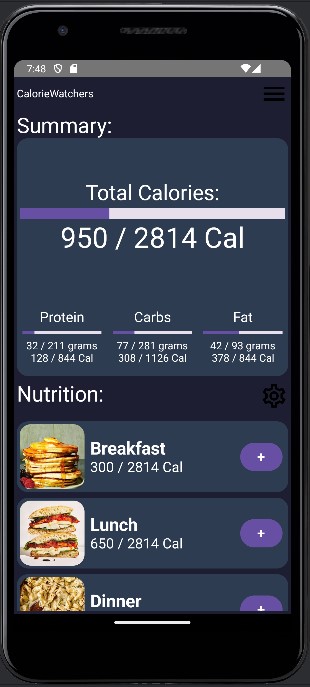 7:48
CalorieWatchers
Summary:
Total Calories:
950 / 2814 Cal
Protein Carbs Fat
32 / 211 grams 77 / 281 grams 42 / 93 grams
128 / 844 Cal 308 / 1126 Cal 378 / 844 Cal
Nutrition:
Breakfast
300 / 2814 Cal
+
Lunch
650 / 2814 Cal
+
Dinner
+